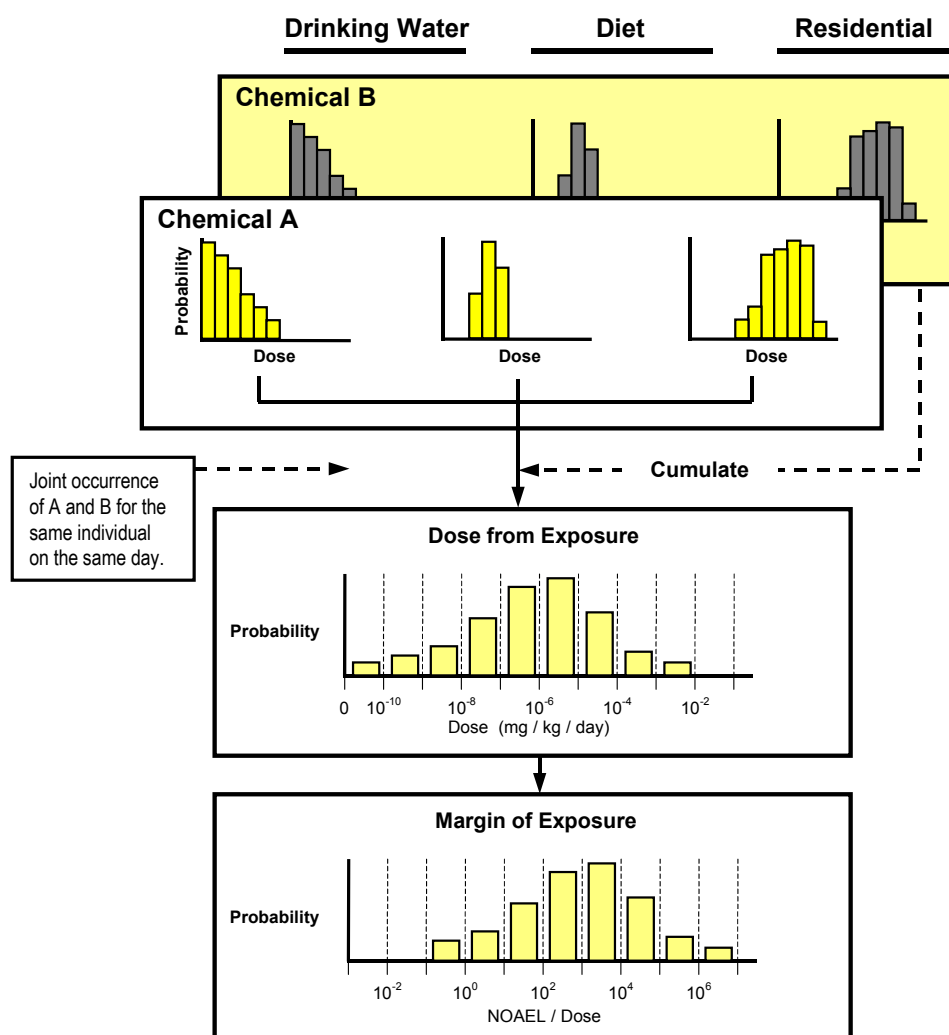 Drinking Water Diet Residential
Chemical B
Chemical A
Probability
Dose Dose Dose
Joint occurrence
of A and B for the
same individual
on the same day.
Cumulate
Dose from Exposure
Probability
0 10⁻¹⁰ 10⁻⁸ 10⁻⁶ 10⁻⁴ 10⁻²
Dose (mg / kg / day)
Margin of Exposure
Probability
10⁻² 10⁰ 10² 10⁴ 10⁶
NOAEL / Dose